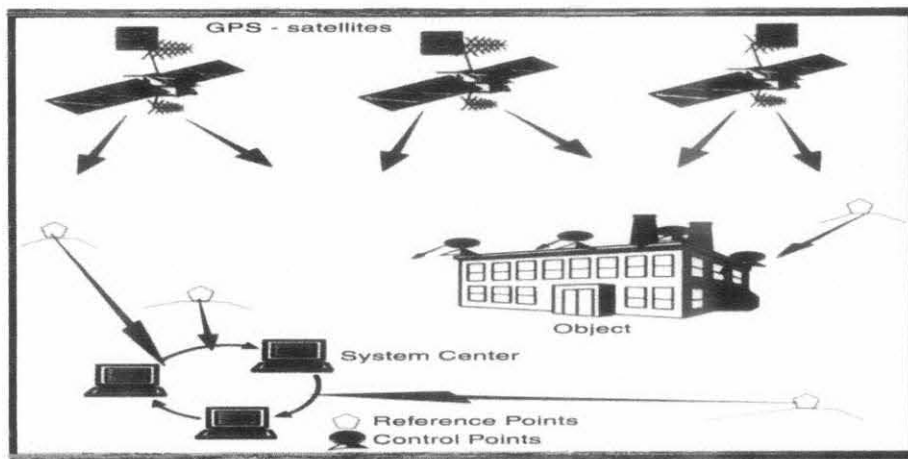 GPS - satellites
Object
System Center
Reference Points
Control Points